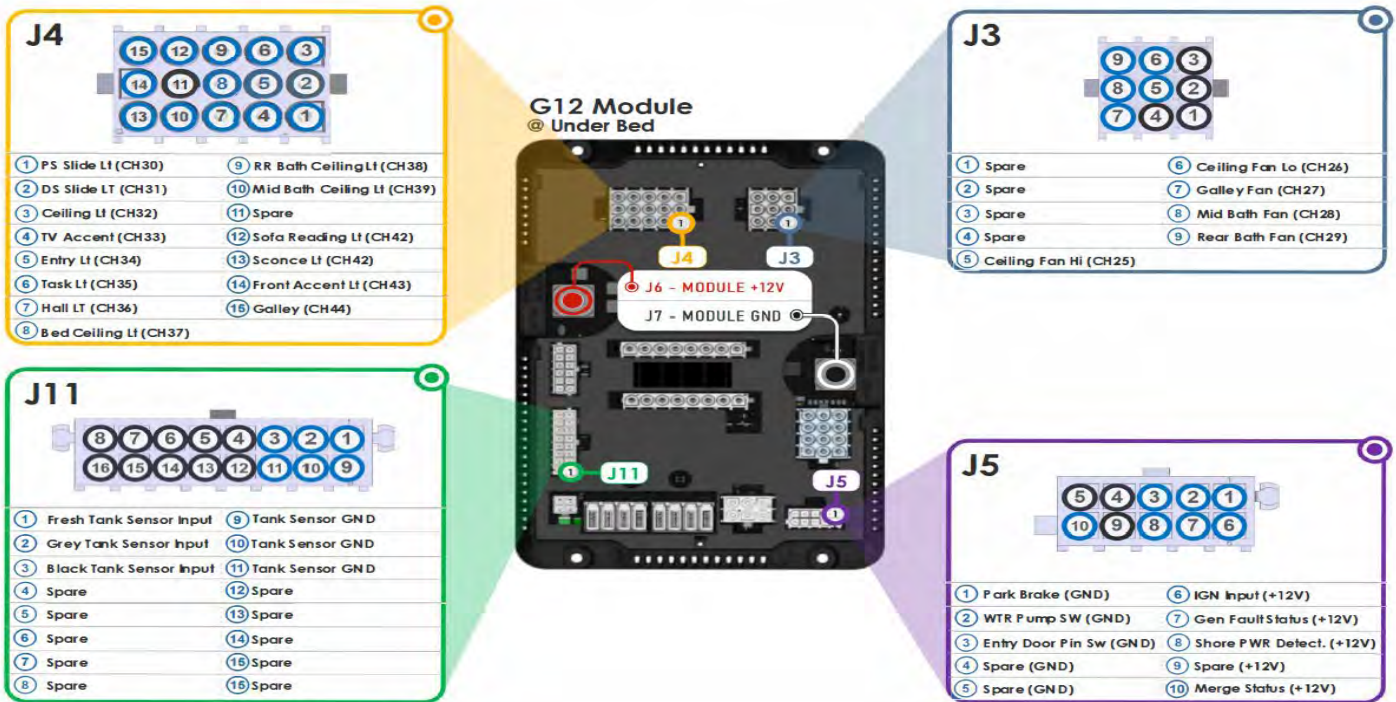 J4
15 12 9 6 3
14 11 8 5 2
13 10 7 4 1
1 PS Slide Lt (CH30)
2 DS Slide LT (CH31)
3 Ceiling Lt (CH32)
4 TV Accent (CH33)
5 Entry Lt (CH34)
6 Task Lt (CH35)
7 Hall LT (CH36)
8 Bed Ceiling Lt (CH37)
9 RR Bath Ceiling Lt (CH38)
10 Mid Bath Ceiling Lt (CH39)
11 Spare
12 Sofa Reading Lt (CH42)
13 Sconce Lt (CH42)
14 Front Accent Lt (CH43)
15 Galley (CH44)
G12 Module
@ Under Bed
1
J4
1
J3
J6 - MODULE +12V
J7 - MODULE GND
1 J11
J5
1
J3
9 6 3
8 5 2
7 4 1
1 Spare
2 Spare
3 Spare
4 Spare
5 Ceiling Fan Hi (CH25)
6 Ceiling Fan Lo (CH26)
7 Galley Fan (CH27)
8 Mid Bath Fan (CH28)
9 Rear Bath Fan (CH29)
J11
8 7 6 5 4 3 2 1
16 15 14 13 12 11 10 9
1 Fresh Tank Sensor Input
2 Grey Tank Sensor Input
3 Black Tank Sensor Input
4 Spare
5 Spare
6 Spare
7 Spare
8 Spare
9 Tank Sensor GND
10 Tank Sensor GND
11 Tank Sensor GND
12 Spare
13 Spare
14 Spare
15 Spare
15 Spare
J5
5 4 3 2 1
10 9 8 7 6
1 Park Brake (GND)
2 WTR Pump SW (GND)
3 Entry Door Pin Sw (GND)
4 Spare (GND)
5 Spare (GND)
6 IGN Input (+12V)
7 Gen Fault Status (+12V)
8 Shore PWR Detect. (+12V)
9 Spare (+12V)
10 Merge Status (+12V)